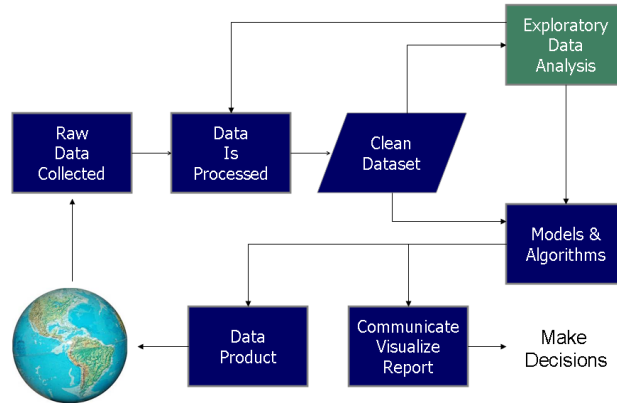 Exploratory
Data
Analysis
Raw
Data
Collected
Data
Is
Processed
Clean
Dataset
Models &
Algorithms
Data
Product
Communicate
Visualize
Report
Make
Decisions